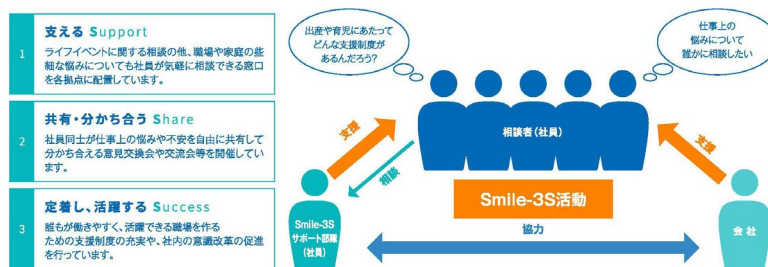 1
支える Support
ライフイベントに関する相談の他、職場や家庭の些
細な悩みについても社員が気軽に相談できる窓口
を各拠点に配置しています。
2
共有・分かち合う Share
社員同士が仕事上の悩みや不安を自由に共有して
分かち合える意見交換会や交流会等を開催してい
ます。
3
定着し、活躍する Success
誰もが働きやすく、活躍できる職場を作る
ための支援制度の充実や、社内の意識改革の促進
を行っています。
出産や育児にあたって
どんな支援制度が
あるんだろう?
仕事上の
悩みについて
誰かに相談したい
相談者(社員)
支援
相談
支援
Smile-3S活動
協力
Smile-3S
サポート部隊
(社員)
会社